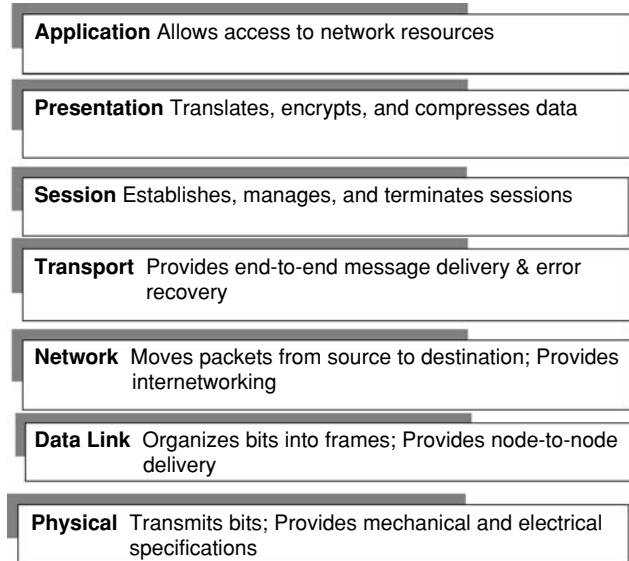 Application Allows access to network resources
Presentation Translates, encrypts, and compresses data
Session Establishes, manages, and terminates sessions
Transport Provides end-to-end message delivery & error
recovery
Network Moves packets from source to destination; Provides
internetworking
Data Link Organizes bits into frames; Provides node-to-node
delivery
Physical Transmits bits; Provides mechanical and electrical
specifications